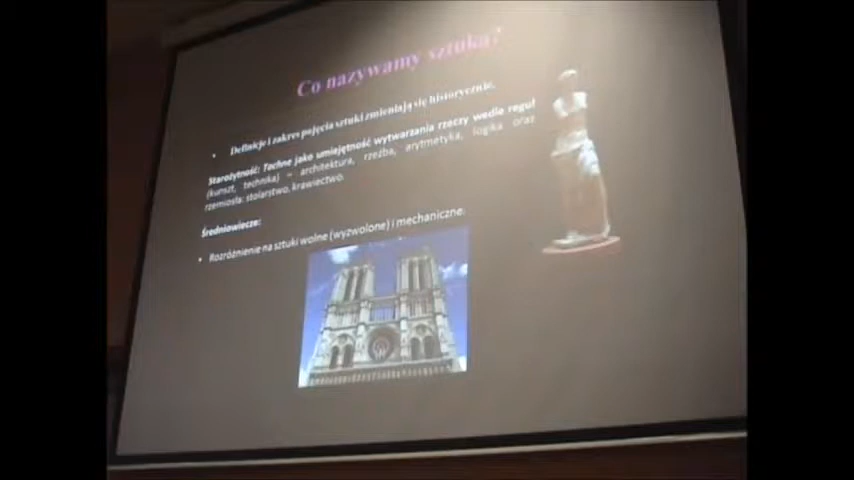 Co nazywamy sztuką?
• Definicje i zakres pojęcia sztuki zmieniają się historycznie.
Starożytność: Techne jako umiejętność wytwarzania rzeczy wedle reguł
(kunszt, technika) – architektura, rzeźba, arytmetyka, logika oraz
rzemiosła: stolarstwo, krawiectwo.
Średniowiecze:
• Rozróżnienie na sztuki wolne (wyzwolone) i mechaniczne.